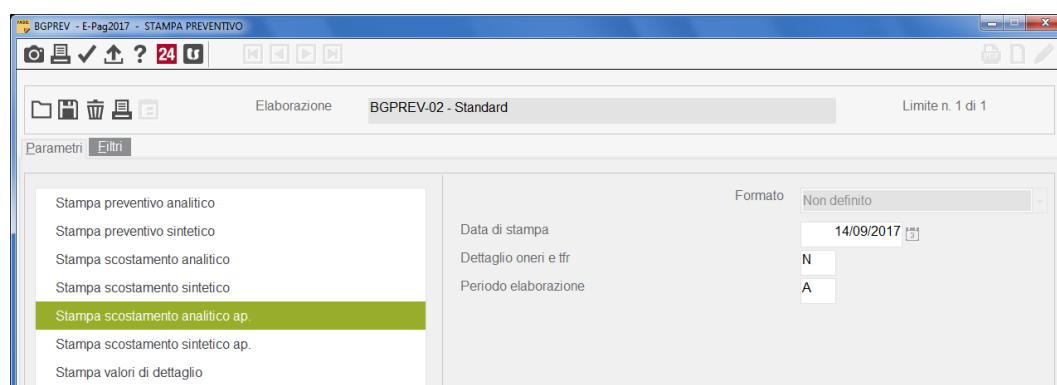 BGPREV - E-Pag2017 - STAMPA PREVENTIVO
? 24
Elaborazione BGPREV-02 - Standard Limite n. 1 di 1
Parametri Filtri
Formato Non definito
Stampa preventivo analitico
Stampa preventivo sintetico Data di stampa 14/09/2017
Stampa scostamento analitico Dettaglio oneri e tfr N
Stampa scostamento sintetico Periodo elaborazione A
Stampa scostamento analitico ap.
Stampa scostamento sintetico ap.
Stampa valori di dettaglio